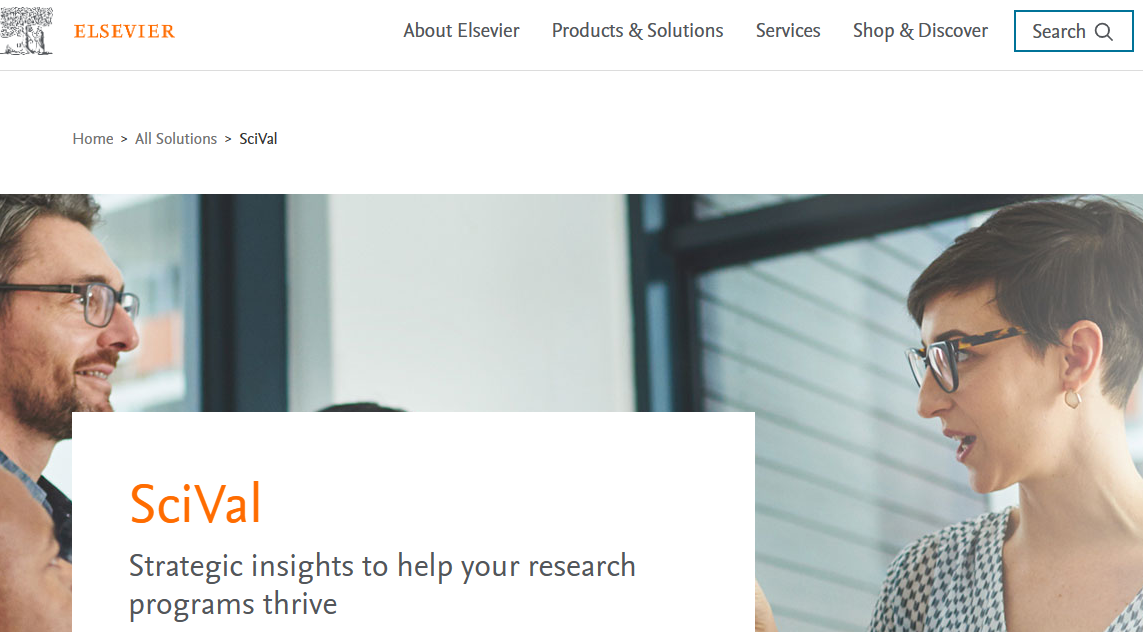 ELSEVIER
About Elsevier
Products & Solutions
Services
Shop & Discover
Search
Home > All Solutions > SciVal
SciVal
Strategic insights to help your research
programs thrive